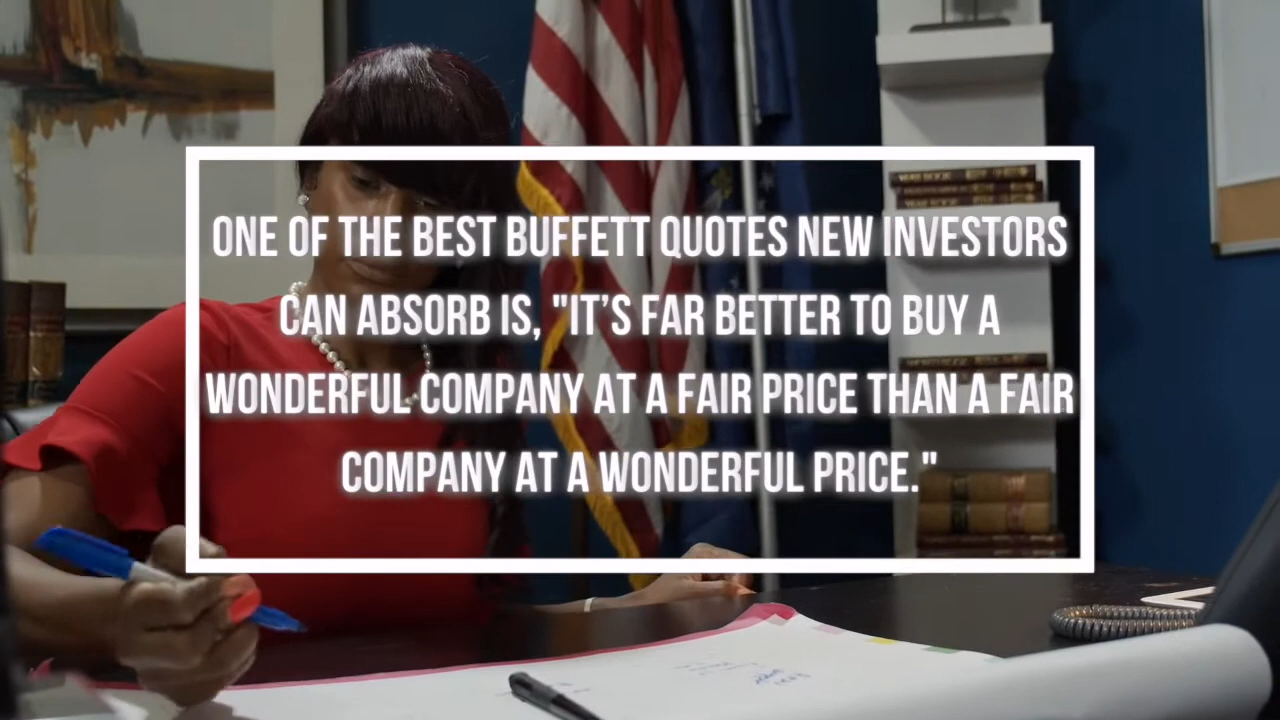 ONE OF THE BEST BUFFETT QUOTES NEW INVESTORS
CAN ABSORB IS, "IT’S FAR BETTER TO BUY A
WONDERFUL COMPANY AT A FAIR PRICE THAN A FAIR
COMPANY AT A WONDERFUL PRICE."